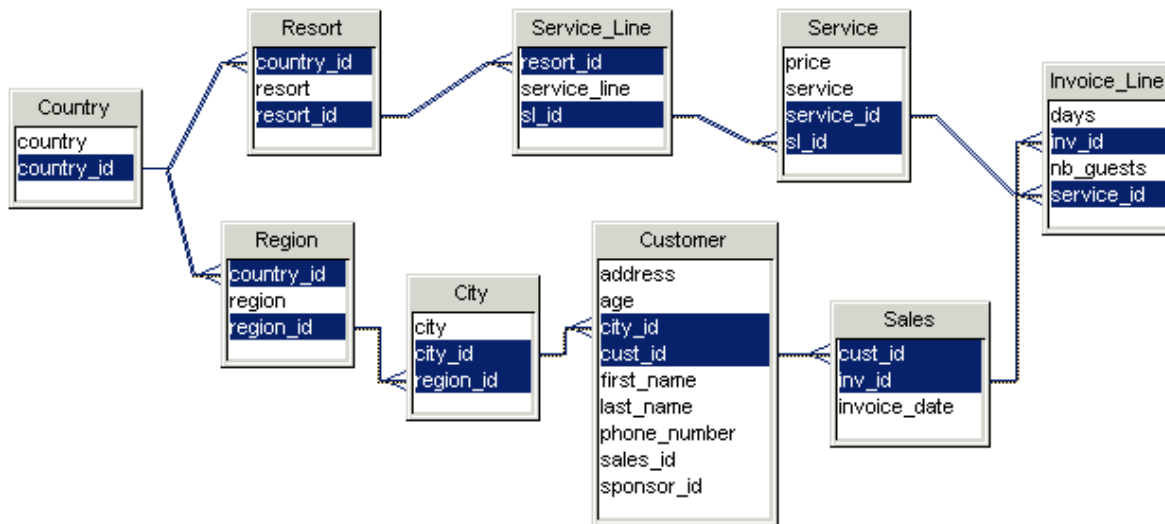 Country
country
country_id
Resort
country_id
resort
resort_id
Service_Line
resort_id
service_line
sl_id
Service
price
service
service_id
sl_id
Invoice_Line
days
inv_id
nb_guests
service_id
Region
country_id
region
region_id
City
city
city_id
region_id
Customer
address
age
city_id
cust_id
first_name
last_name
phone_number
sales_id
sponsor_id
Sales
cust_id
inv_id
invoice_date